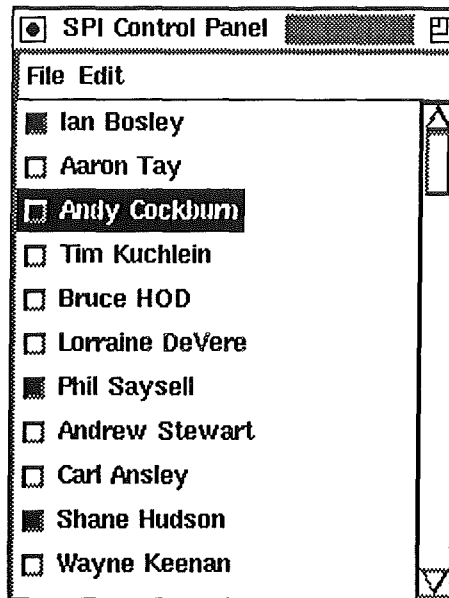 SPI Control Panel
File Edit
Ian Bosley
Aaron Tay
Andy Cockburn
Tim Kuchlein
Bruce HOD
Lorraine DeVere
Phil Saysell
Andrew Stewart
Carl Ansley
Shane Hudson
Wayne Keenan